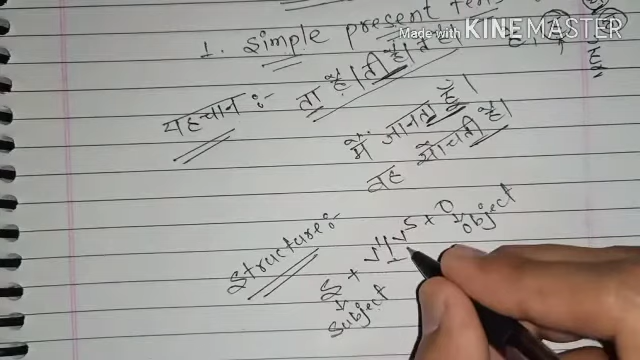 Made with KINEMASTER
1. Simple present
पहचान :- ता है। ती है। ते है।
मैं जानता हूँ।
वह सोचती है।
Structure :-
S + V¹/V⁵ + O
Subject
object